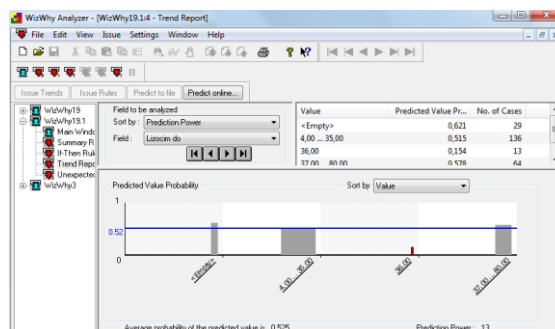 WizWhy Analyzer - [WizWhy19.1:4 - Trend Report]
File Edit View Issue Settings Window Help
Issue Trends Issue Rules Predict to file Predict online...
WizWhy19
WizWhy19.1
Main Windo
Summary R
If-Then Rul
Trend Repo
Unexpected
WizWhy3
Field to be analyzed
Sort by : Prediction Power
Field : Lizocim do
Value Predicted Value Pr... No. of Cases
<Empty> 0,621 29
4,00 ... 35,00 0,515 136
36,00 0,154 13
37,00 ... 80,00 0,578 64
Predicted Value Probability Sort by Value
1
0.52
0
<Empty>
4,00 ... 35,00
36,00
37,00 ... 80,00
Average probability of the predicted value is 0,525 Prediction Power : 13